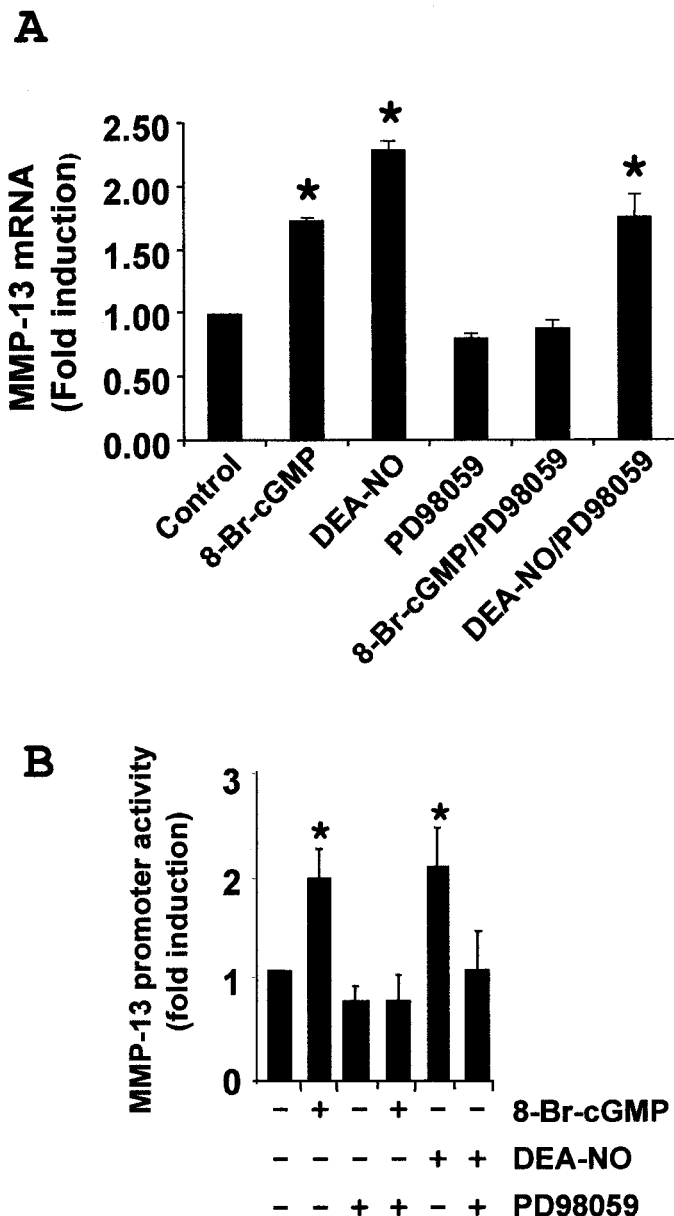 A
MMP-13 mRNA
(Fold induction)
2.50
2.00
1.50
1.00
0.50
0.00
*
*
*
Control
8-Br-cGMP
DEA-NO
PD98059
8-Br-cGMP/PD98059
DEA-NO/PD98059
B
MMP-13 promoter activity
(fold induction)
3
2
1
0
*
*
− + − + − − 8-Br-cGMP
− − − − + + DEA-NO
− − + + − + PD98059